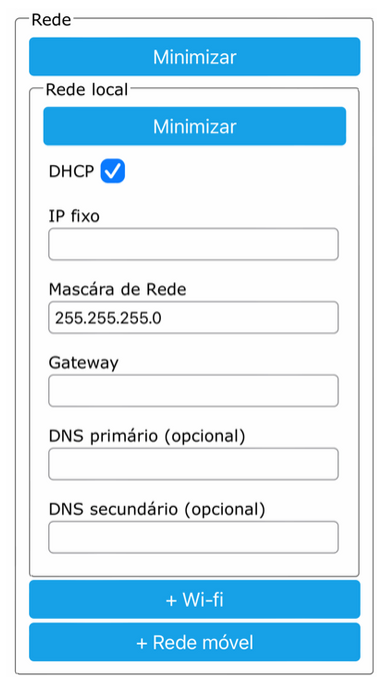 Rede
Minimizar
Rede local
Minimizar
DHCP
IP fixo
Mascára de Rede
255.255.255.0
Gateway
DNS primário (opcional)
DNS secundário (opcional)
+ Wi-fi
+ Rede móvel